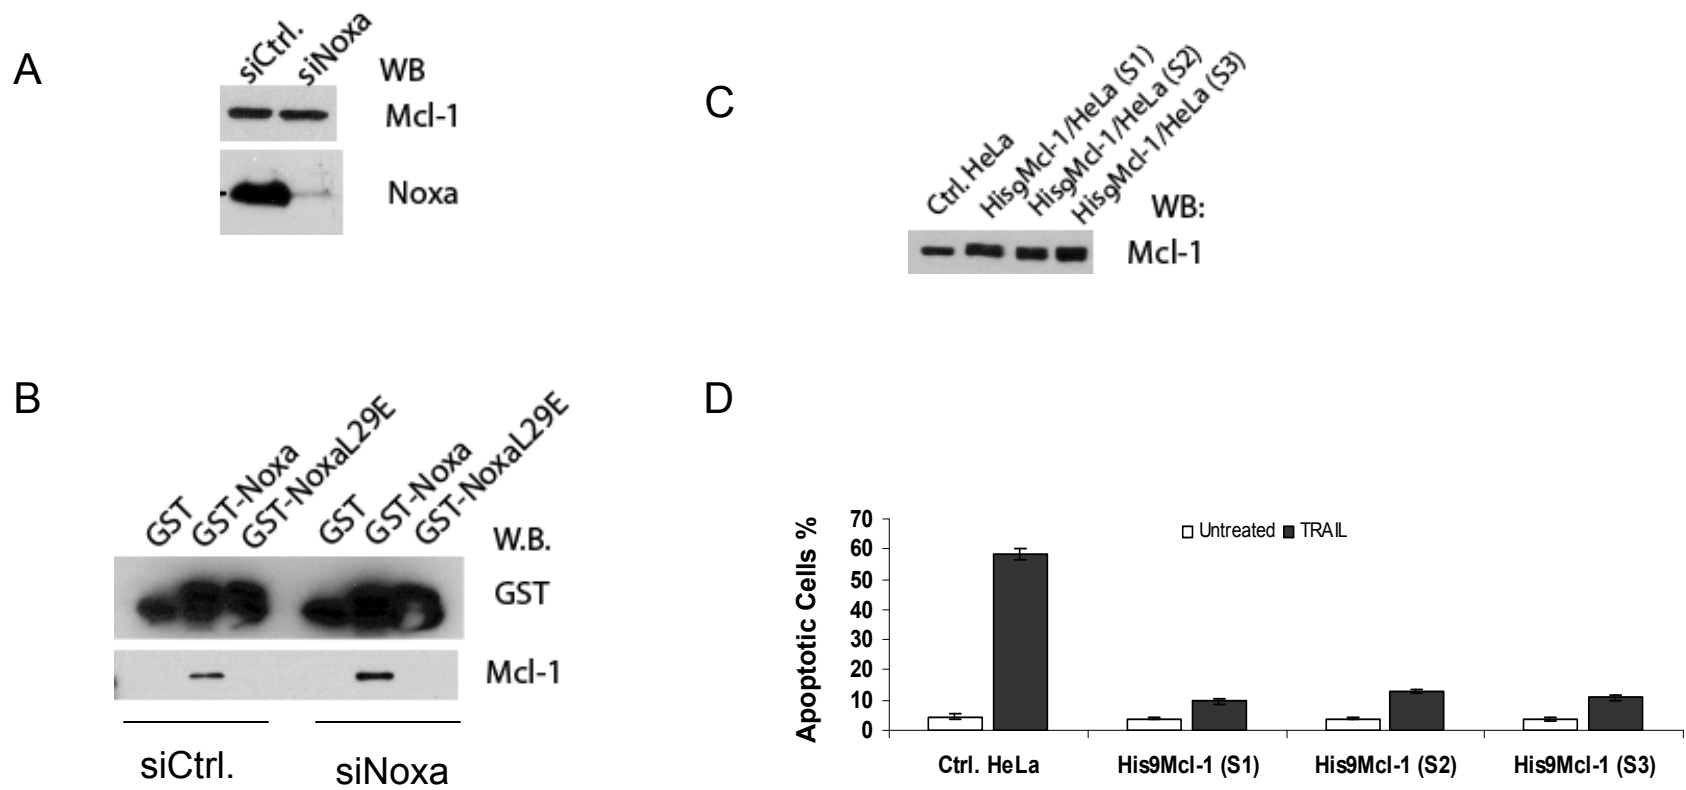 A
siCtrl.
siNoxa
WB
Mcl-1
Noxa
B
GST
GST-Noxa
GST-NoxaL29E
GST
GST-Noxa
GST-NoxaL29E
W.B.
GST
Mcl-1
siCtrl.
siNoxa
C
Ctrl. HeLa
His9Mcl-1/HeLa (S1)
His9Mcl-1/HeLa (S2)
His9Mcl-1/HeLa (S3)
WB:
Mcl-1
D
Apoptotic Cells %
70
60
50
40
30
20
10
0
Untreated TRAIL
Ctrl. HeLa His9Mcl-1 (S1) His9Mcl-1 (S2) His9Mcl-1 (S3)